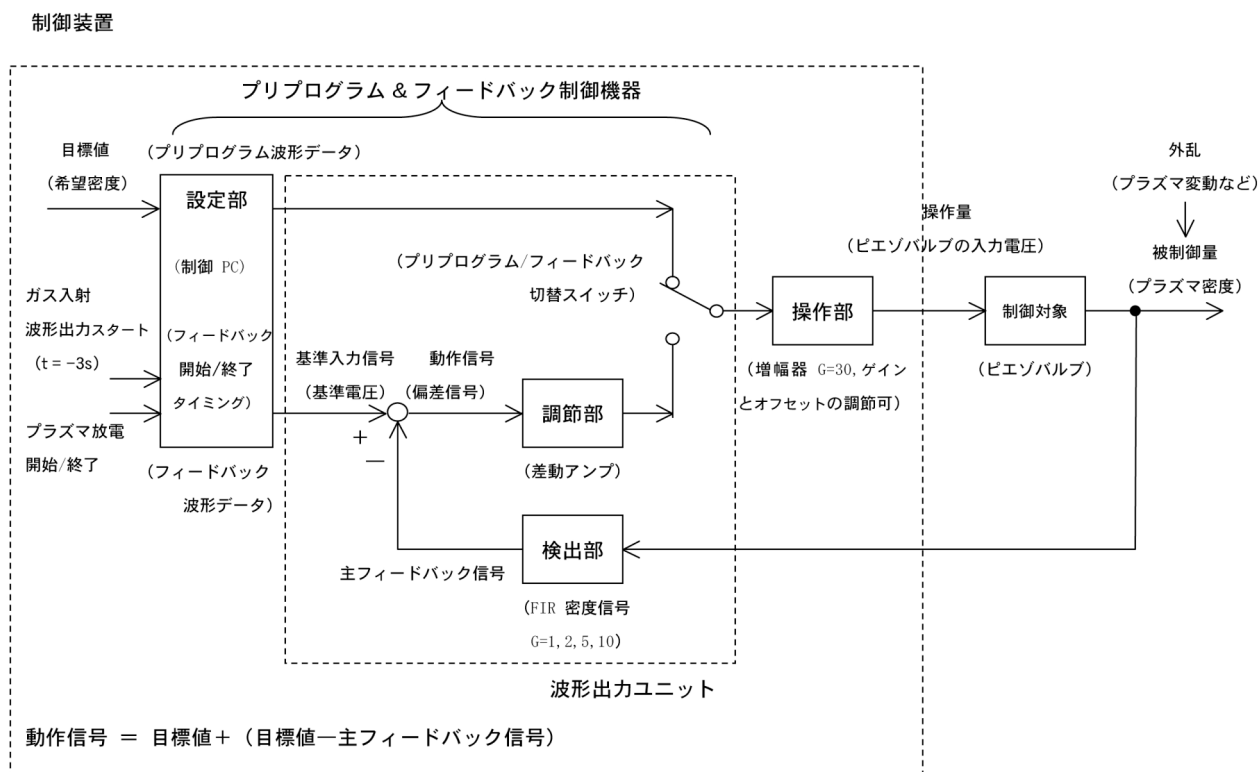 制御装置
プリプログラム & フィードバック制御機器
目標値
(希望密度)
(プリプログラム波形データ)
設定部
(制御 PC)
(フィードバック
開始/終了
タイミング)
ガス入射
波形出力スタート
(t = -3s)
プラズマ放電
開始/終了
(フィードバック
波形データ)
(プリプログラム/フィードバック
切替スイッチ)
基準入力信号
(基準電圧)
動作信号
(偏差信号)
+
—
調節部
(差動アンプ)
検出部
(FIR 密度信号
G=1,2,5,10)
主フィードバック信号
波形出力ユニット
操作部
(増幅器 G=30,ゲイン
とオフセットの調節可)
操作量
(ピエゾバルブの入力電圧)
制御対象
(ピエゾバルブ)
外乱
(プラズマ変動など)
被制御量
(プラズマ密度)
動作信号 = 目標値+(目標値—主フィードバック信号)